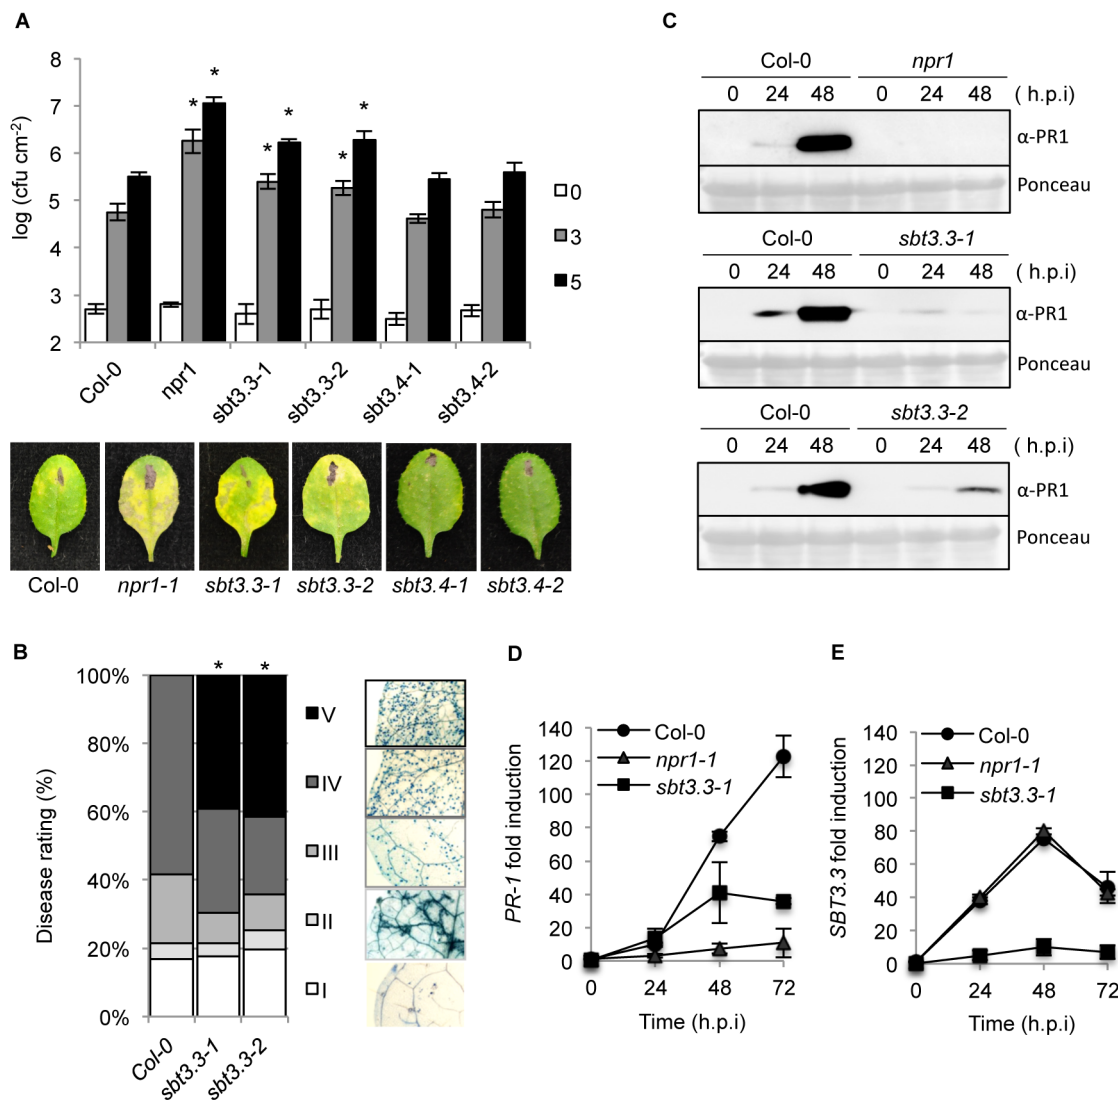 A
log (cfu cm-2)
8
7
6
5
4
3
2
* * * * * *
0
3
5
Col-0 npr1 sbt3.3-1 sbt3.3-2 sbt3.4-1 sbt3.4-2
Col-0 npr1-1 sbt3.3-1 sbt3.3-2 sbt3.4-1 sbt3.4-2
B
Disease rating (%)
100%
80%
60%
40%
20%
0%
* *
V
IV
III
II
I
Col-0 sbt3.3-1 sbt3.3-2
C
Col-0 npr1
0 24 48 0 24 48 ( h.p.i)
α-PR1
Ponceau
Col-0 sbt3.3-1
0 24 48 0 24 48 ( h.p.i)
α-PR1
Ponceau
Col-0 sbt3.3-2
0 24 48 0 24 48 ( h.p.i)
α-PR1
Ponceau
D
PR-1 fold induction
140
120
100
80
60
40
20
0
Col-0
npr1-1
sbt3.3-1
0 24 48 72
Time (h.p.i)
E
SBT3.3 fold induction
140
120
100
80
60
40
20
0
Col-0
npr1-1
sbt3.3-1
0 24 48 72
Time (h.p.i)